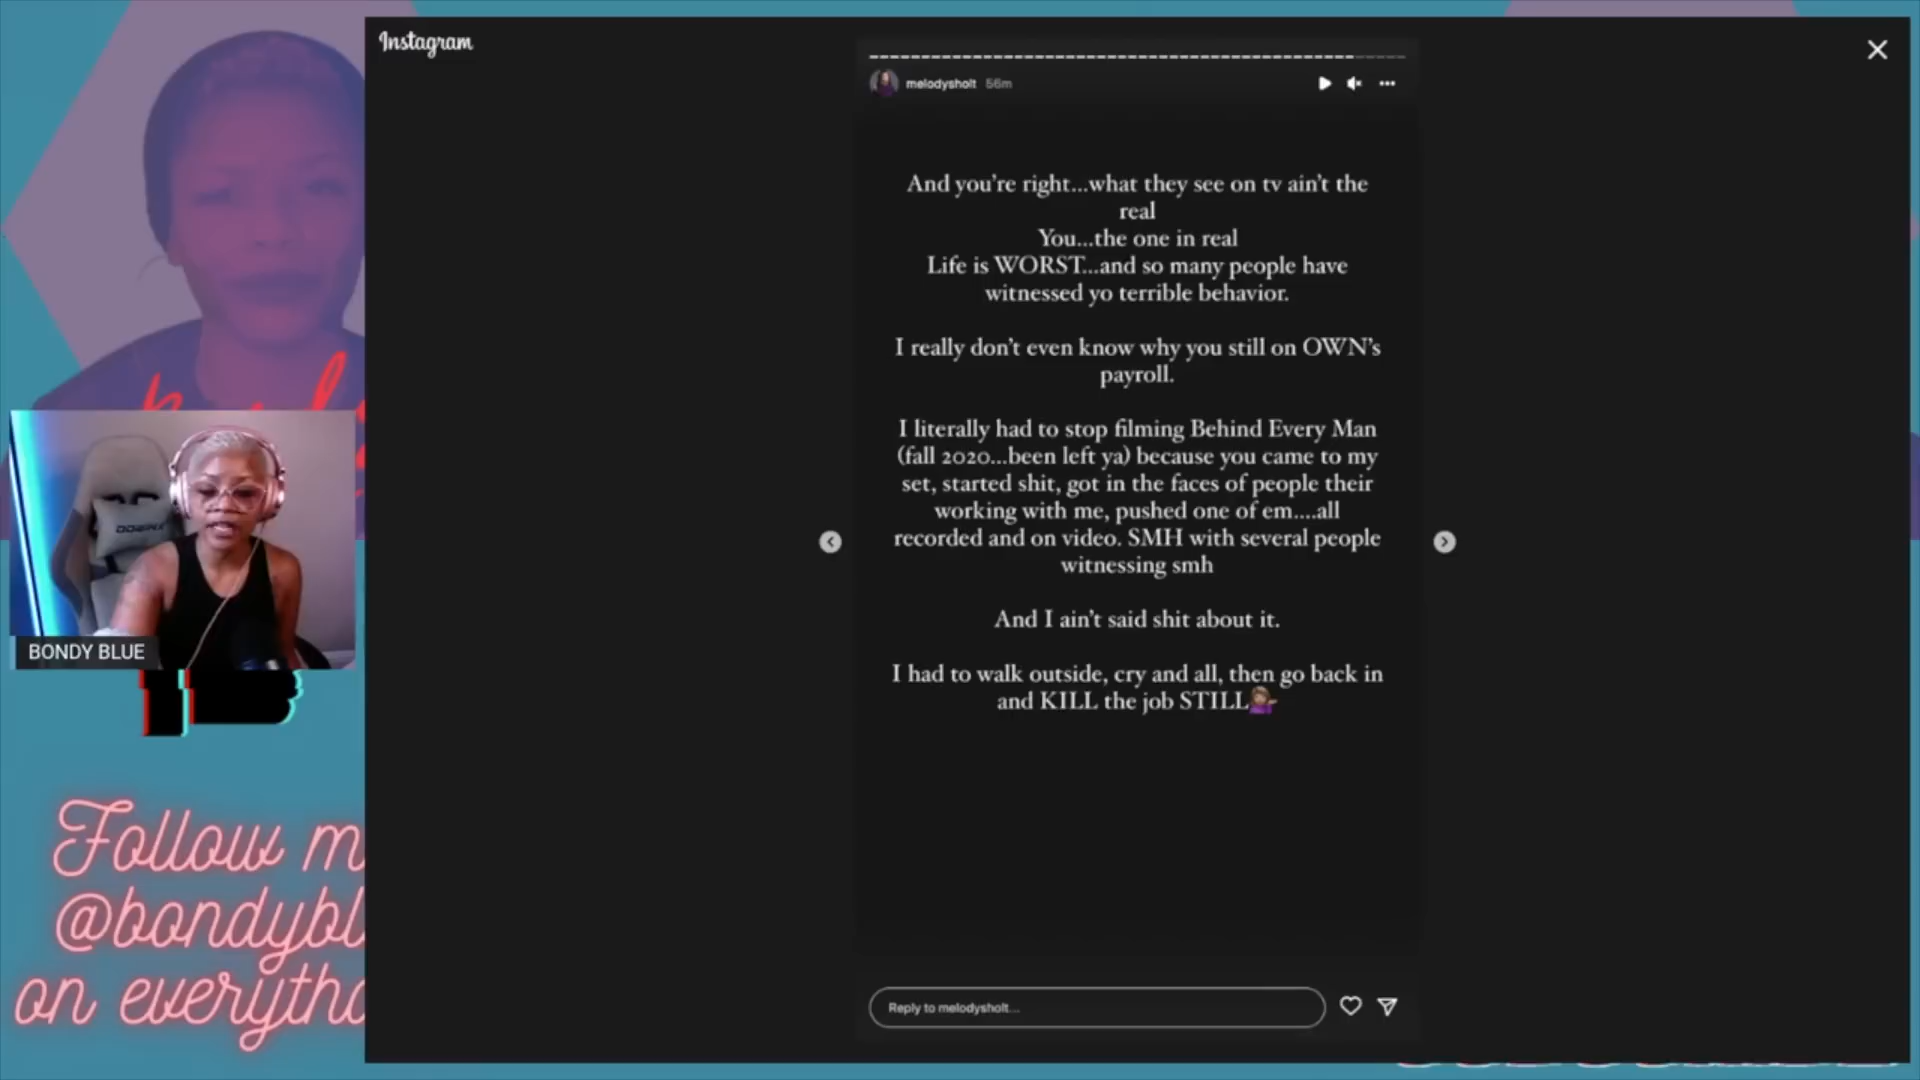 Instagram
melodysholt 56m
And you're right...what they see on tv ain't the
real
You...the one in real
Life is WORST...and so many people have
witnessed yo terrible behavior.
I really don't even know why you still on OWN's
payroll.
I literally had to stop filming Behind Every Man
(fall 2020...been left ya) because you came to my
set, started shit, got in the faces of people their
working with me, pushed one of em....all
recorded and on video. SMH with several people
witnessing smh
And I ain't said shit about it.
I had to walk outside, cry and all, then go back in
and KILL the job STILL💁🏽‍♀️
Reply to melodysholt...
BONDY BLUE
Follow m
@bondybl
on everyth